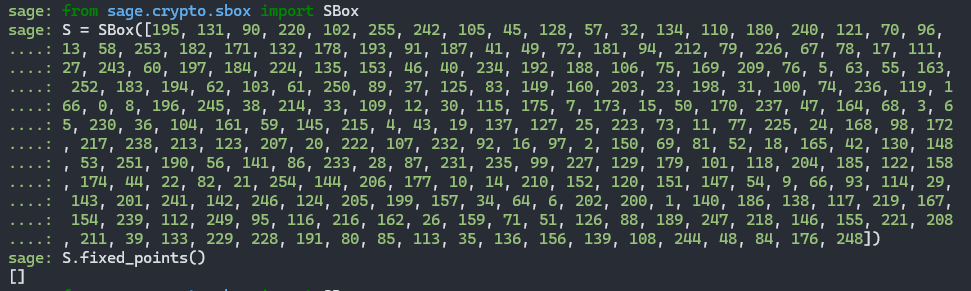 sage: from sage.crypto.sbox import SBox
sage: S = SBox([195, 131, 90, 220, 102, 255, 242, 105, 45, 128, 57, 32, 134, 110, 180, 240, 121, 70, 96,
....: 13, 58, 253, 182, 171, 132, 178, 193, 91, 187, 41, 49, 72, 181, 94, 212, 79, 226, 67, 78, 17, 111,
....: 27, 243, 60, 197, 184, 224, 135, 153, 46, 40, 234, 192, 188, 106, 75, 169, 209, 76, 5, 63, 55, 163,
....: 252, 183, 194, 62, 103, 61, 250, 89, 37, 125, 83, 149, 160, 203, 23, 198, 31, 100, 74, 236, 119, 1
....: 66, 0, 8, 196, 245, 38, 214, 33, 109, 12, 30, 115, 175, 7, 173, 15, 50, 170, 237, 47, 164, 68, 3, 6
....: 5, 230, 36, 104, 161, 59, 145, 215, 4, 43, 19, 137, 127, 25, 223, 73, 11, 77, 225, 24, 168, 98, 172
....: , 217, 238, 213, 123, 207, 20, 222, 107, 232, 92, 16, 97, 2, 150, 69, 81, 52, 18, 165, 42, 130, 148
....: , 53, 251, 190, 56, 141, 86, 233, 28, 87, 231, 235, 99, 227, 129, 179, 101, 118, 204, 185, 122, 158
....: , 174, 44, 22, 82, 21, 254, 144, 206, 177, 10, 14, 210, 152, 120, 151, 147, 54, 9, 66, 93, 114, 29,
....: 143, 201, 241, 142, 246, 124, 205, 199, 157, 34, 64, 6, 202, 200, 1, 140, 186, 138, 117, 219, 167,
....: 154, 239, 112, 249, 95, 116, 216, 162, 26, 159, 71, 51, 126, 88, 189, 247, 218, 146, 155, 221, 208
....: , 211, 39, 133, 229, 228, 191, 80, 85, 113, 35, 136, 156, 139, 108, 244, 48, 84, 176, 248])
sage: S.fixed_points()
[]